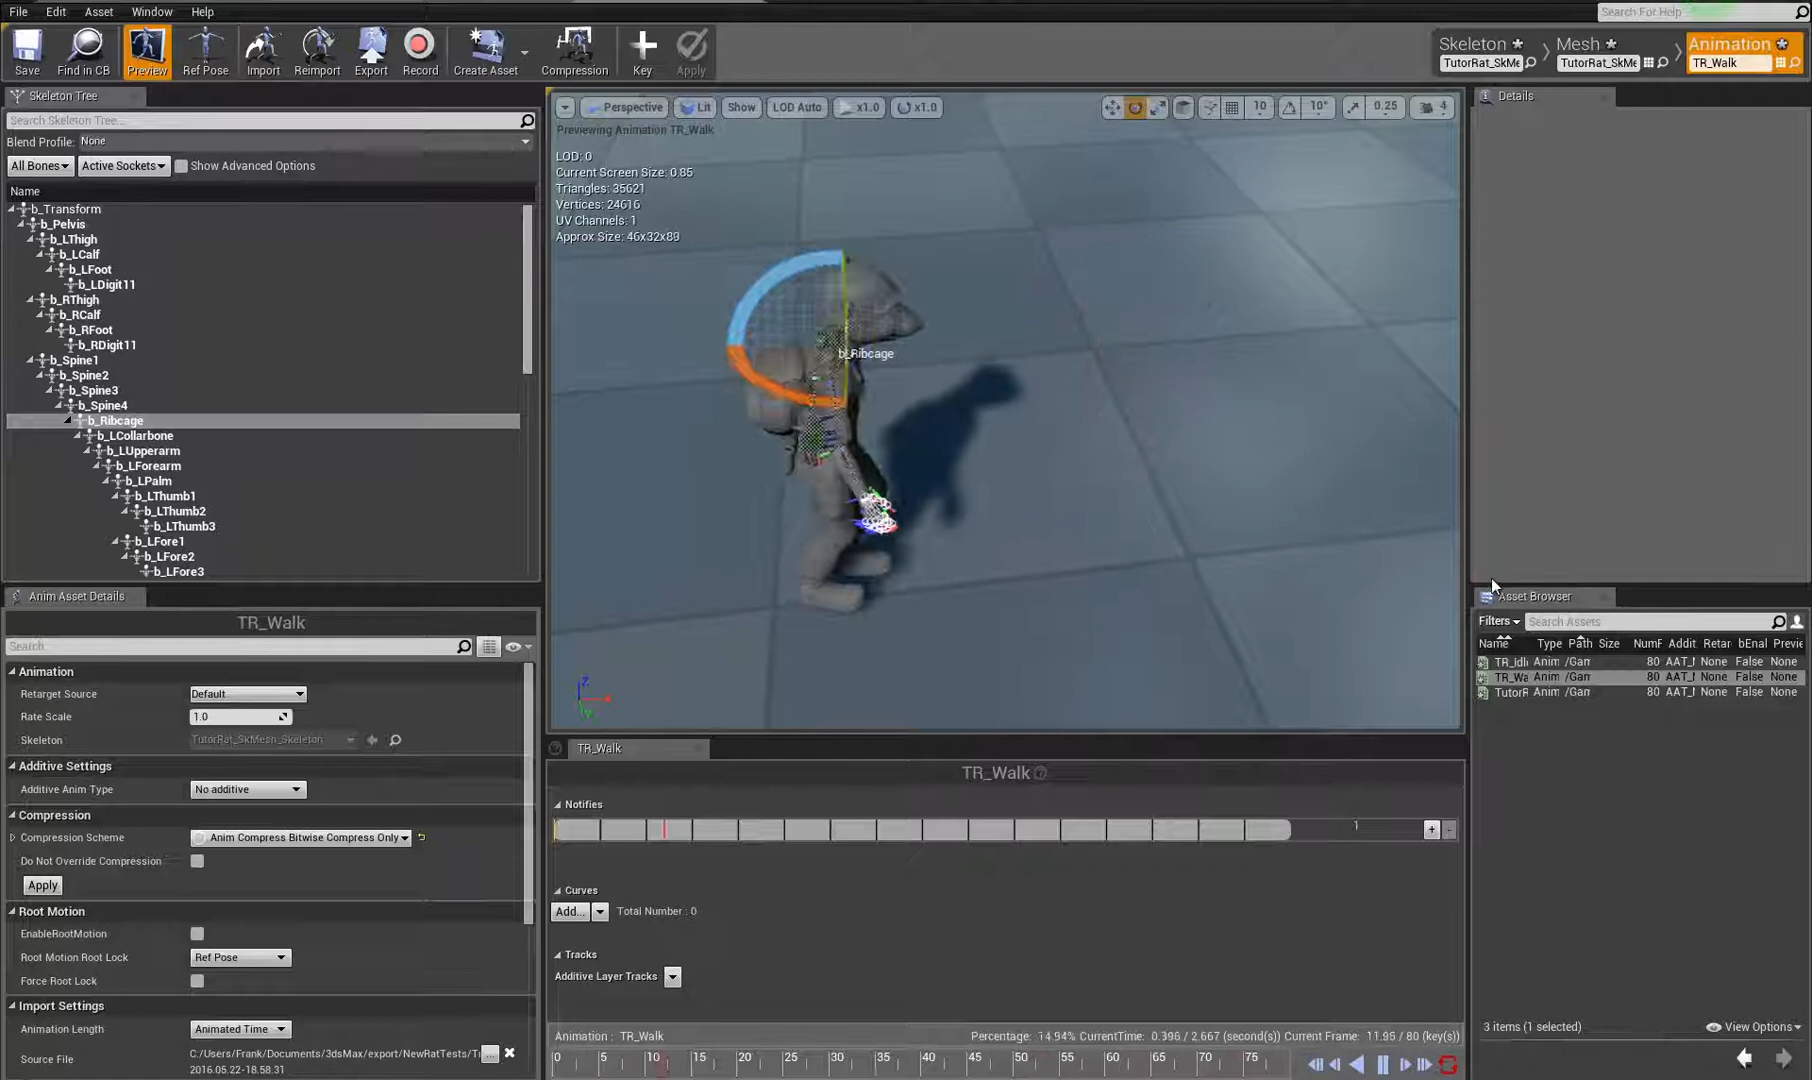 File Edit Asset Window Help
Search For Help
Save Find in CB Preview Ref Pose Import Reimport Export Record Create Asset Compression Key Apply
Skeleton Mesh Animation
TutorRat_SkMe TutorRat_SkMe TR_Walk
Skeleton Tree
Search Skeleton Tree...
Blend Profile: None
All Bones Active Sockets Show Advanced Options
Name
b_Transform
b_Pelvis
b_LThigh
b_LCalf
b_LFoot
b_LDigit11
b_RThigh
b_RCalf
b_RFoot
b_RDigit11
b_Spine1
b_Spine2
b_Spine3
b_Spine4
b_Ribcage
b_LCollarbone
b_LUpperarm
b_LForearm
b_LPalm
b_LThumb1
b_LThumb2
b_LThumb3
b_LFore1
b_LFore2
b_LFore3
Perspective Lit Show LOD Auto x1.0 x1.0 10 10° 0.25 4
Previewing Animation TR_Walk
LOD: 0
Current Screen Size: 0.85
Triangles: 35621
Vertices: 24616
UV Channels: 1
Approx Size: 46x32x89
b_Ribcage
Z
Y
Details
Anim Asset Details
TR_Walk
Search
Animation
Retarget Source Default
Rate Scale 1.0
Skeleton TutorRat_SkMesh_Skeleton
Additive Settings
Additive Anim Type No additive
Compression
Compression Scheme Anim Compress Bitwise Compress Only
Do Not Override Compression
Apply
Root Motion
EnableRootMotion
Root Motion Root Lock Ref Pose
Force Root Lock
Import Settings
Animation Length Animated Time
Source File C:/Users/Frank/Documents/3dsMax/export/NewRatTests/T ...
2016.05.22-18.58.31
TR_Walk
TR_Walk
Notifies
1 + -
Curves
Add... Total Number : 0
Tracks
Additive Layer Tracks
Animation : TR_Walk Percentage: 14.94% CurrentTime: 0.396 / 2.667 (second(s)) Current Frame: 11.95 / 80 (key(s))
0 5 10 15 20 25 30 35 40 45 50 55 60 65 70 75
Asset Browser
Filters Search Assets
Name Type Path Size NumF Addit Retar bEnal Previe
TR_Idl Anim /Gam 80 AAT_N None False None
TR_Wa Anim /Gam 80 AAT_N None False None
TutorR Anim /Gam 80 AAT_N None False None
3 items (1 selected) View Options